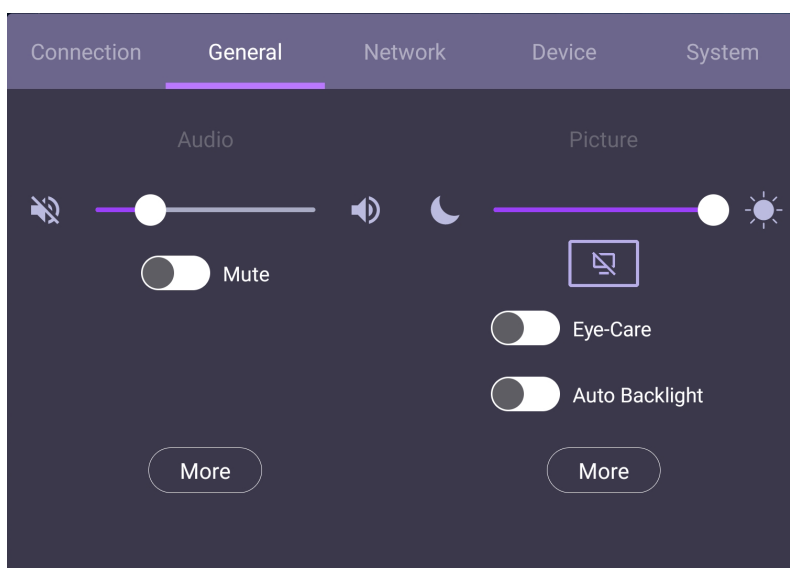 Connection General Network Device System
Audio
Picture
Mute
Eye-Care
Auto Backlight
More
More